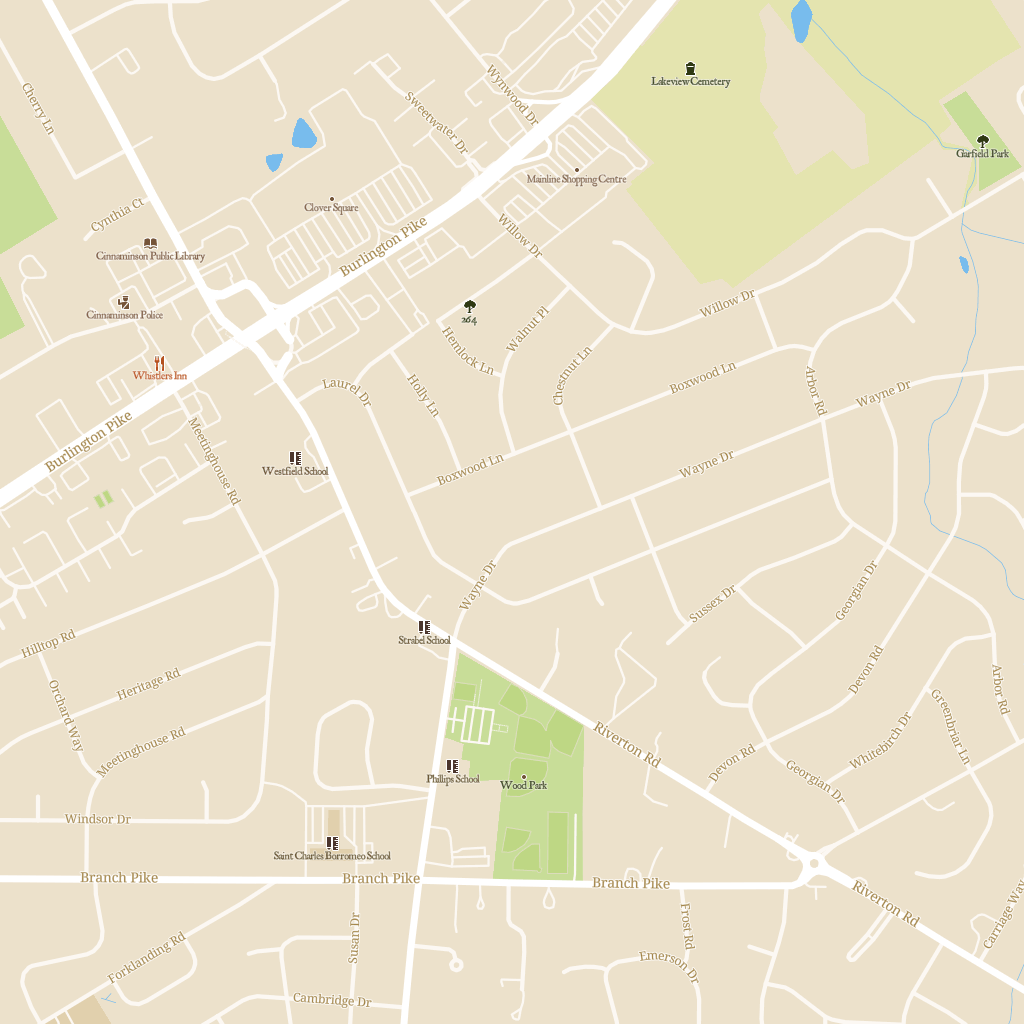 Cherry Ln
Wynwood Dr
Lakeview Cemetery
Sweetwater Dr
Garfield Park
Mainline Shopping Centre
Clover Square
Cynthia Ct
Burlington Pike
Willow Dr
Cinnaminson Public Library
Cinnaminson Police
264
Willow Dr
Walnut Pl
Hemlock Ln
Whistlers Inn
Chestnut Ln
Boxwood Ln
Laurel Dr
Holly Ln
Arbor Rd
Wayne Dr
Burlington Pike
Meetinghouse Rd
Westfield School
Boxwood Ln
Wayne Dr
Wayne Dr
Sussex Dr
Georgian Dr
Hilltop Rd
Strabel School
Heritage Rd
Orchard Way
Devon Rd
Arbor Rd
Meetinghouse Rd
Riverton Rd
Whitebirch Dr
Greenbriar Ln
Phillips School
Wood Park
Devon Rd
Georgian Dr
Windsor Dr
Saint Charles Borromeo School
Branch Pike
Branch Pike
Branch Pike
Riverton Rd
Carriage Way
Susan Dr
Frost Rd
Forklanding Rd
Emerson Dr
Cambridge Dr